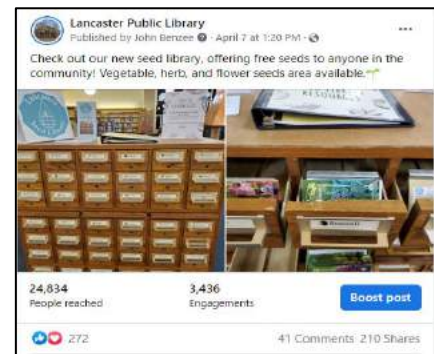 Lancaster Public Library
Published by John Benzee · April 7 at 1:20 PM ·
Check out our new seed library, offering free seeds to anyone in the
community! Vegetable, herb, and flower seeds area available.🌱
24,834
People reached
3,436
Engagements
Boost post
272
41 Comments 210 Shares